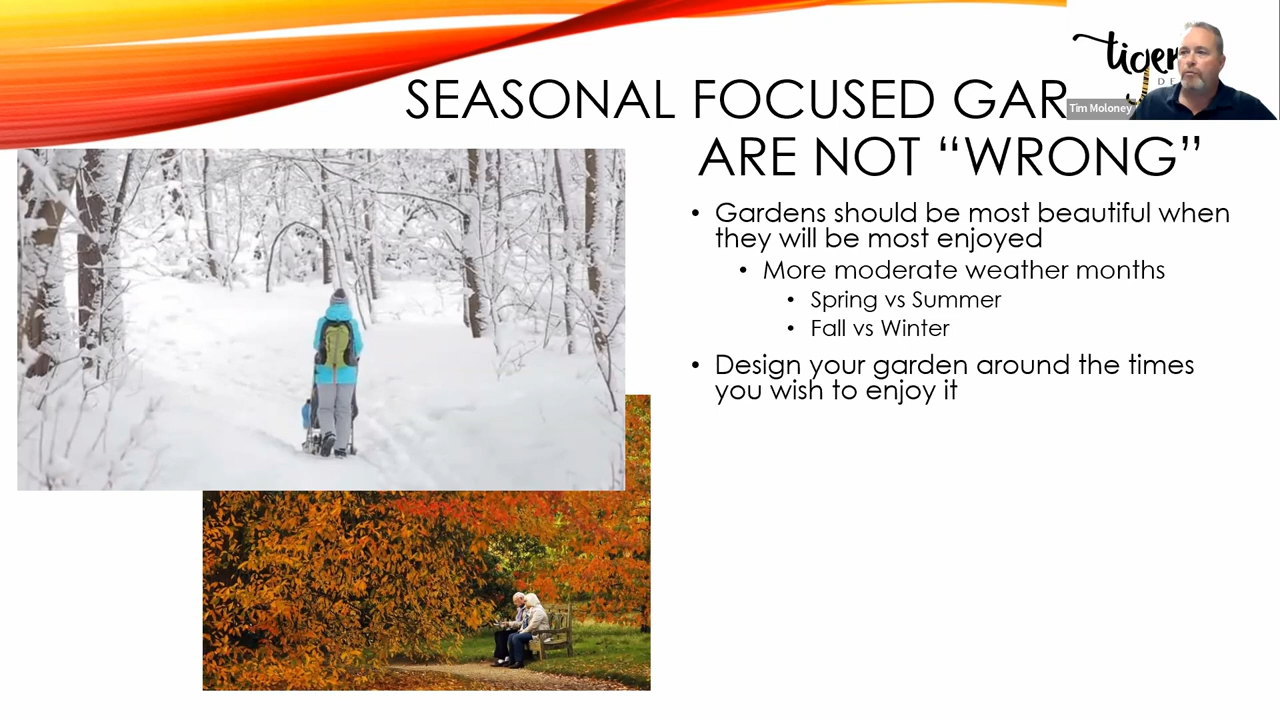 tiger
DE
Tim Moloney
SEASONAL FOCUSED GAR
ARE NOT “WRONG”
• Gardens should be most beautiful when
they will be most enjoyed
• More moderate weather months
• Spring vs Summer
• Fall vs Winter
• Design your garden around the times
you wish to enjoy it